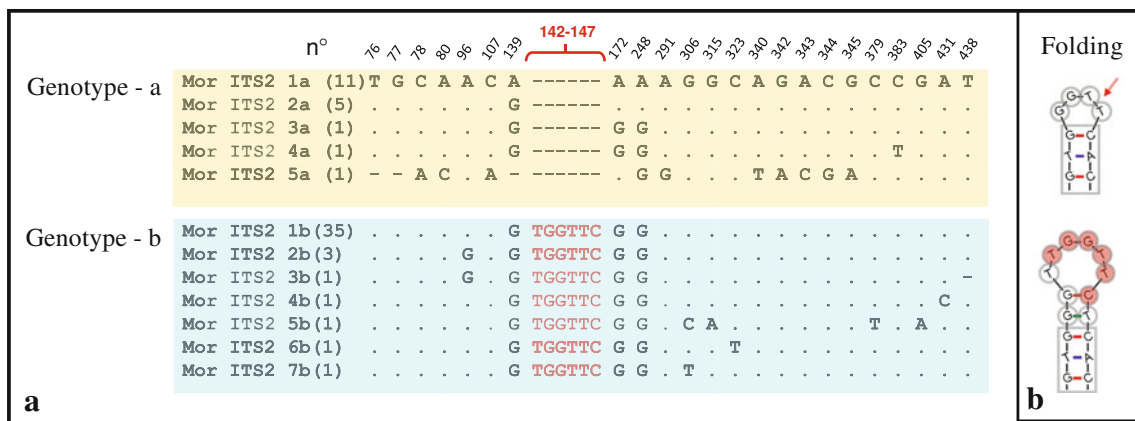 142-147
n° 76 77 78 80 96 107 139 172 248 291 306 315 323 340 342 343 344 345 379 383 405 431 438
Genotype - a
Mor ITS2 1a (11) T G C A A C A ------ A A A G G C A G A C G C C G A T
Mor ITS2 2a (5) . . . . . . G ------ . . . . . . . . . . . . . . . .
Mor ITS2 3a (1) . . . . . . G ------ G G . . . . . . . . . . . . . .
Mor ITS2 4a (1) . . . . . . G ------ G G . . . . . . . . . . T . . .
Mor ITS2 5a (1) - - A C . A - ------ . G G . . . T A C G A . . . . .
Genotype - b
Mor ITS2 1b(35) . . . . . . G TGGTTC G G . . . . . . . . . . . . . .
Mor ITS2 2b(3) . . . . G . G TGGTTC G G . . . . . . . . . . . . . .
Mor ITS2 3b(1) . . . . G . G TGGTTC G G . . . . . . . . . . . . . -
Mor ITS2 4b(1) . . . . . . G TGGTTC G G . . . . . . . . . . . . C .
Mor ITS2 5b(1) . . . . . . G TGGTTC G G . C A . . . . . . T . A . .
Mor ITS2 6b(1) . . . . . . G TGGTTC G G . . . T . . . . . . . . . .
Mor ITS2 7b(1) . . . . . . G TGGTTC G G . T . . . . . . . . . . . .
a
Folding
G G T T
G
G C
T A
G C
G G
T T
T T
G C
G T
G C
T A
G C
b